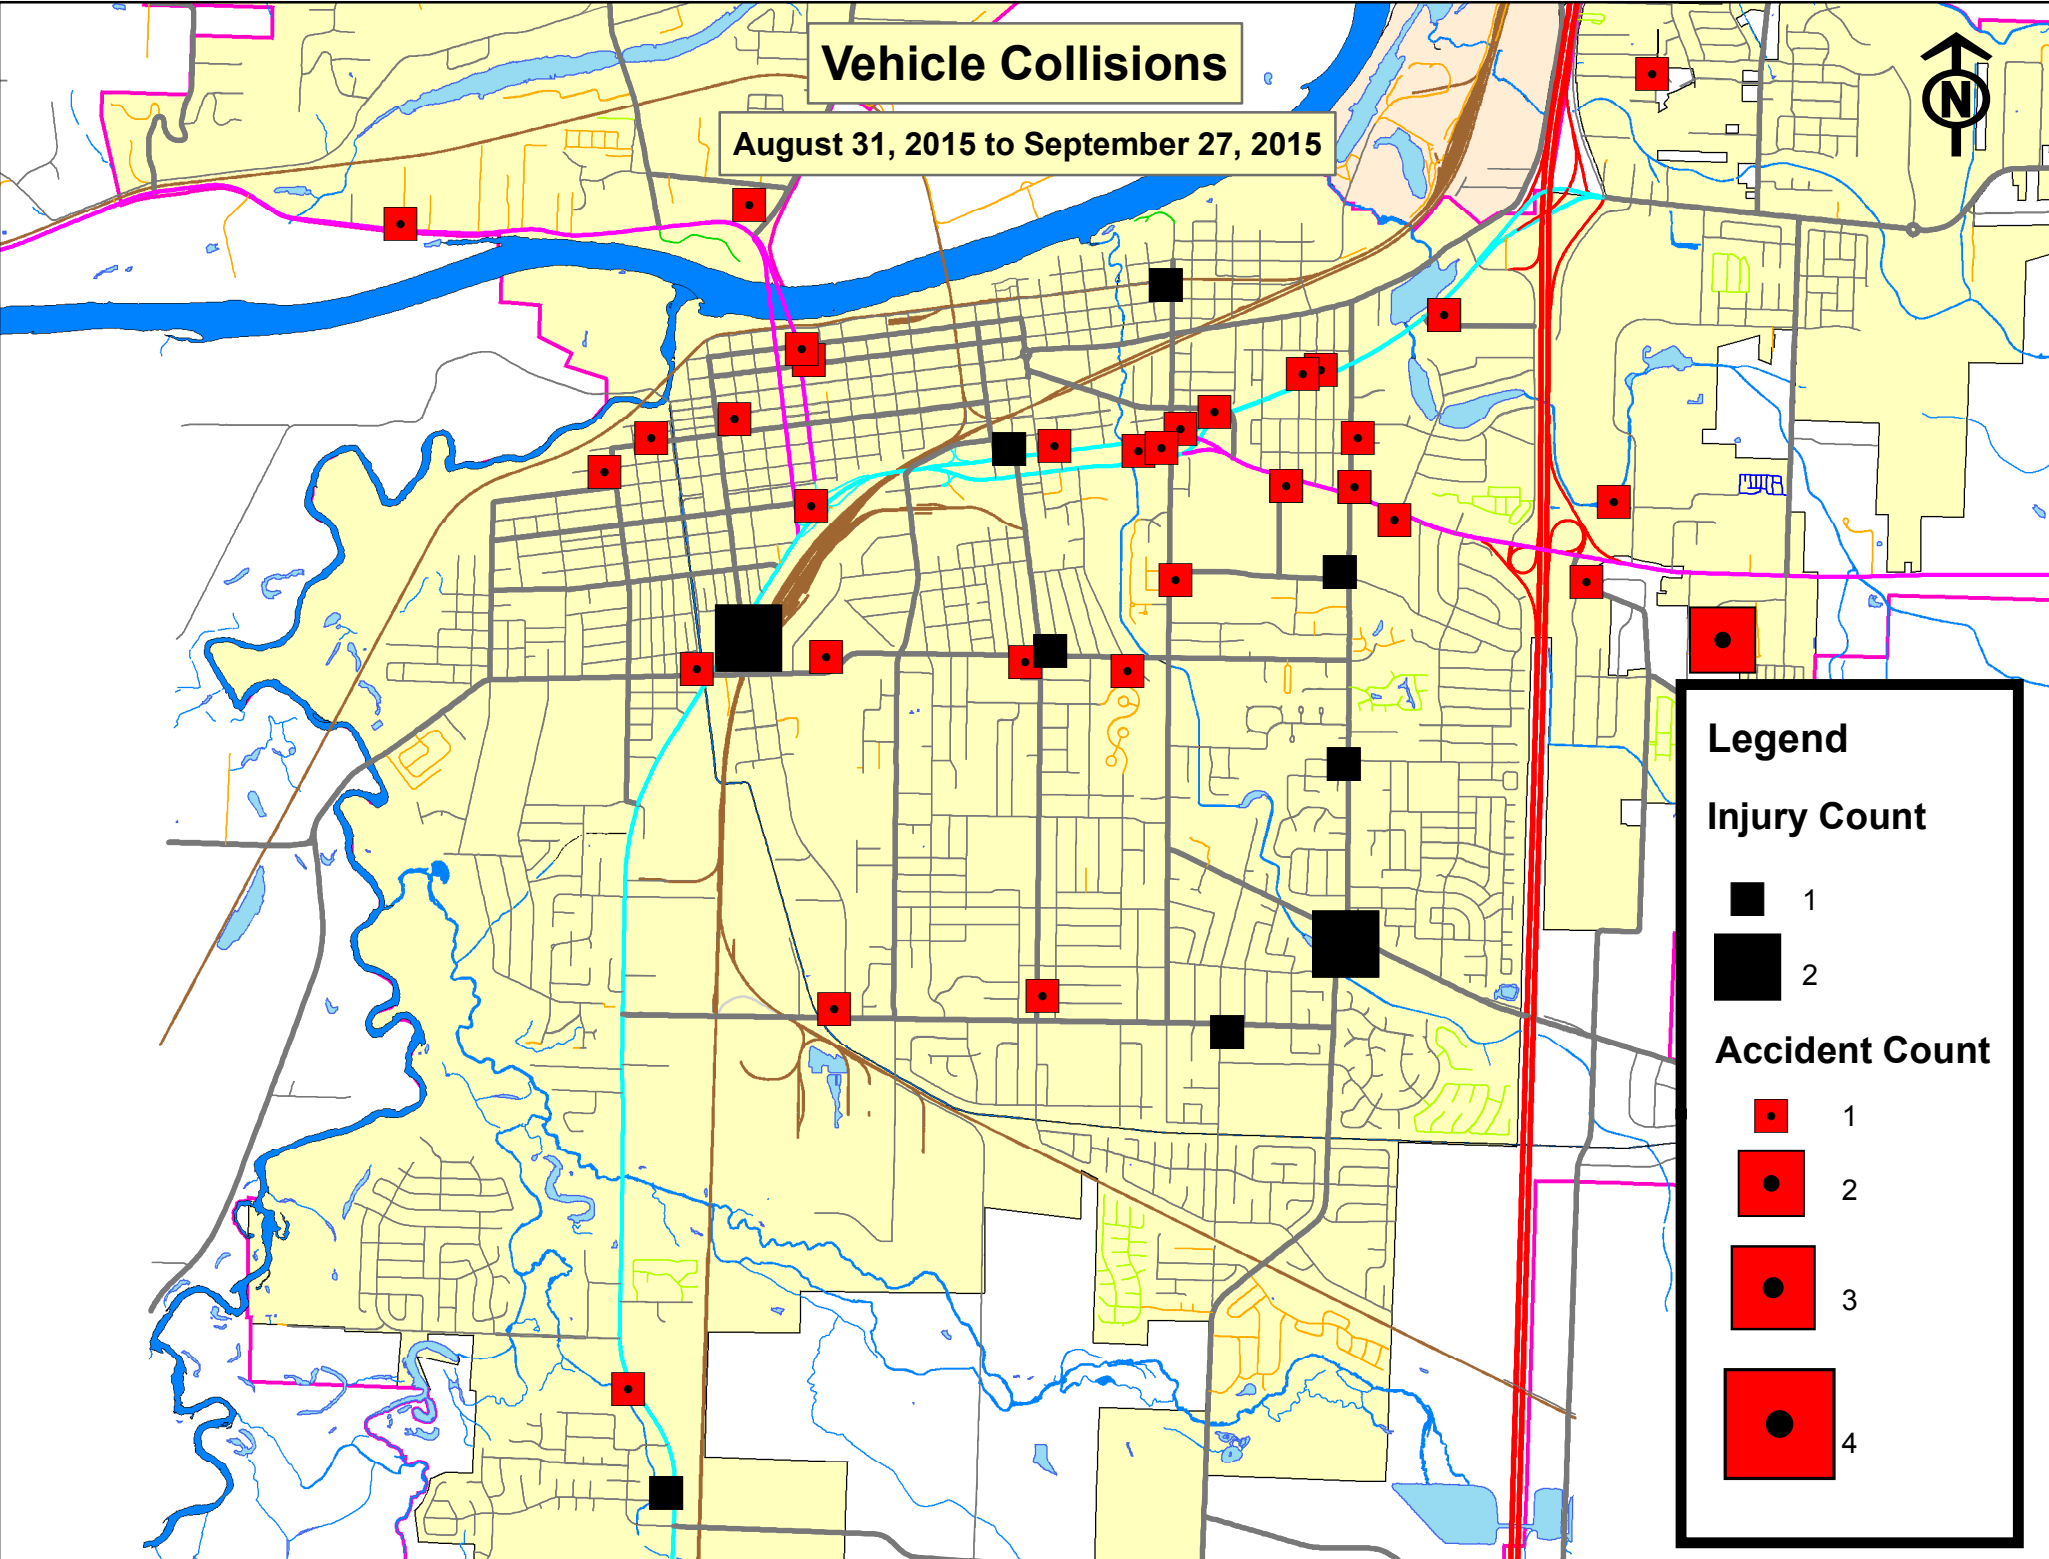 Vehicle Collisions
August 31, 2015 to September 27, 2015
N
Legend
Injury Count
1
2
Accident Count
1
2
3
4